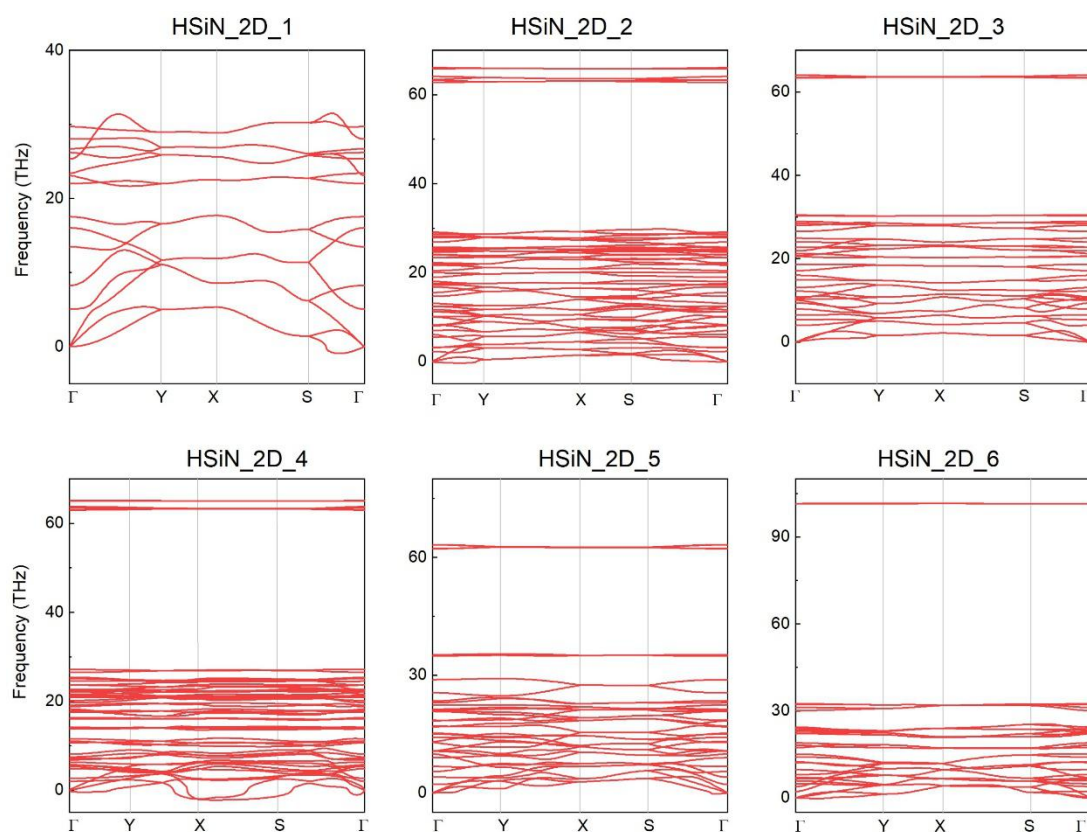 HSiN_2D_1
HSiN_2D_2
HSiN_2D_3
Frequency (THz)
40
20
0
Γ Y X S Γ
60
40
20
0
Γ Y X S Γ
60
40
20
0
Γ Y X S Γ
HSiN_2D_4
HSiN_2D_5
HSiN_2D_6
Frequency (THz)
60
40
20
0
Γ Y X S Γ
60
30
0
Γ Y X S Γ
90
60
30
0
Γ Y X S Γ